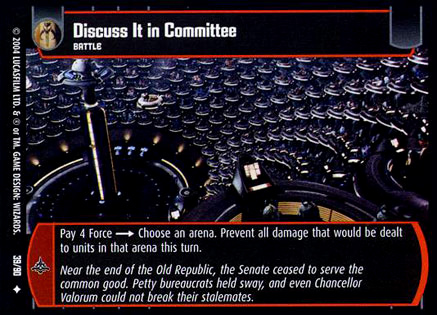 Discuss It in Committee
BATTLE
© 2004 LUCASFILM LTD. & ® or TM. GAME DESIGN: WIZARDS.
39/90
Pay 4 Force → Choose an arena. Prevent all damage that would be dealt
to units in that arena this turn.
Near the end of the Old Republic, the Senate ceased to serve the
common good. Petty bureaucrats held sway, and even Chancellor
Valorum could not break their stalemates.